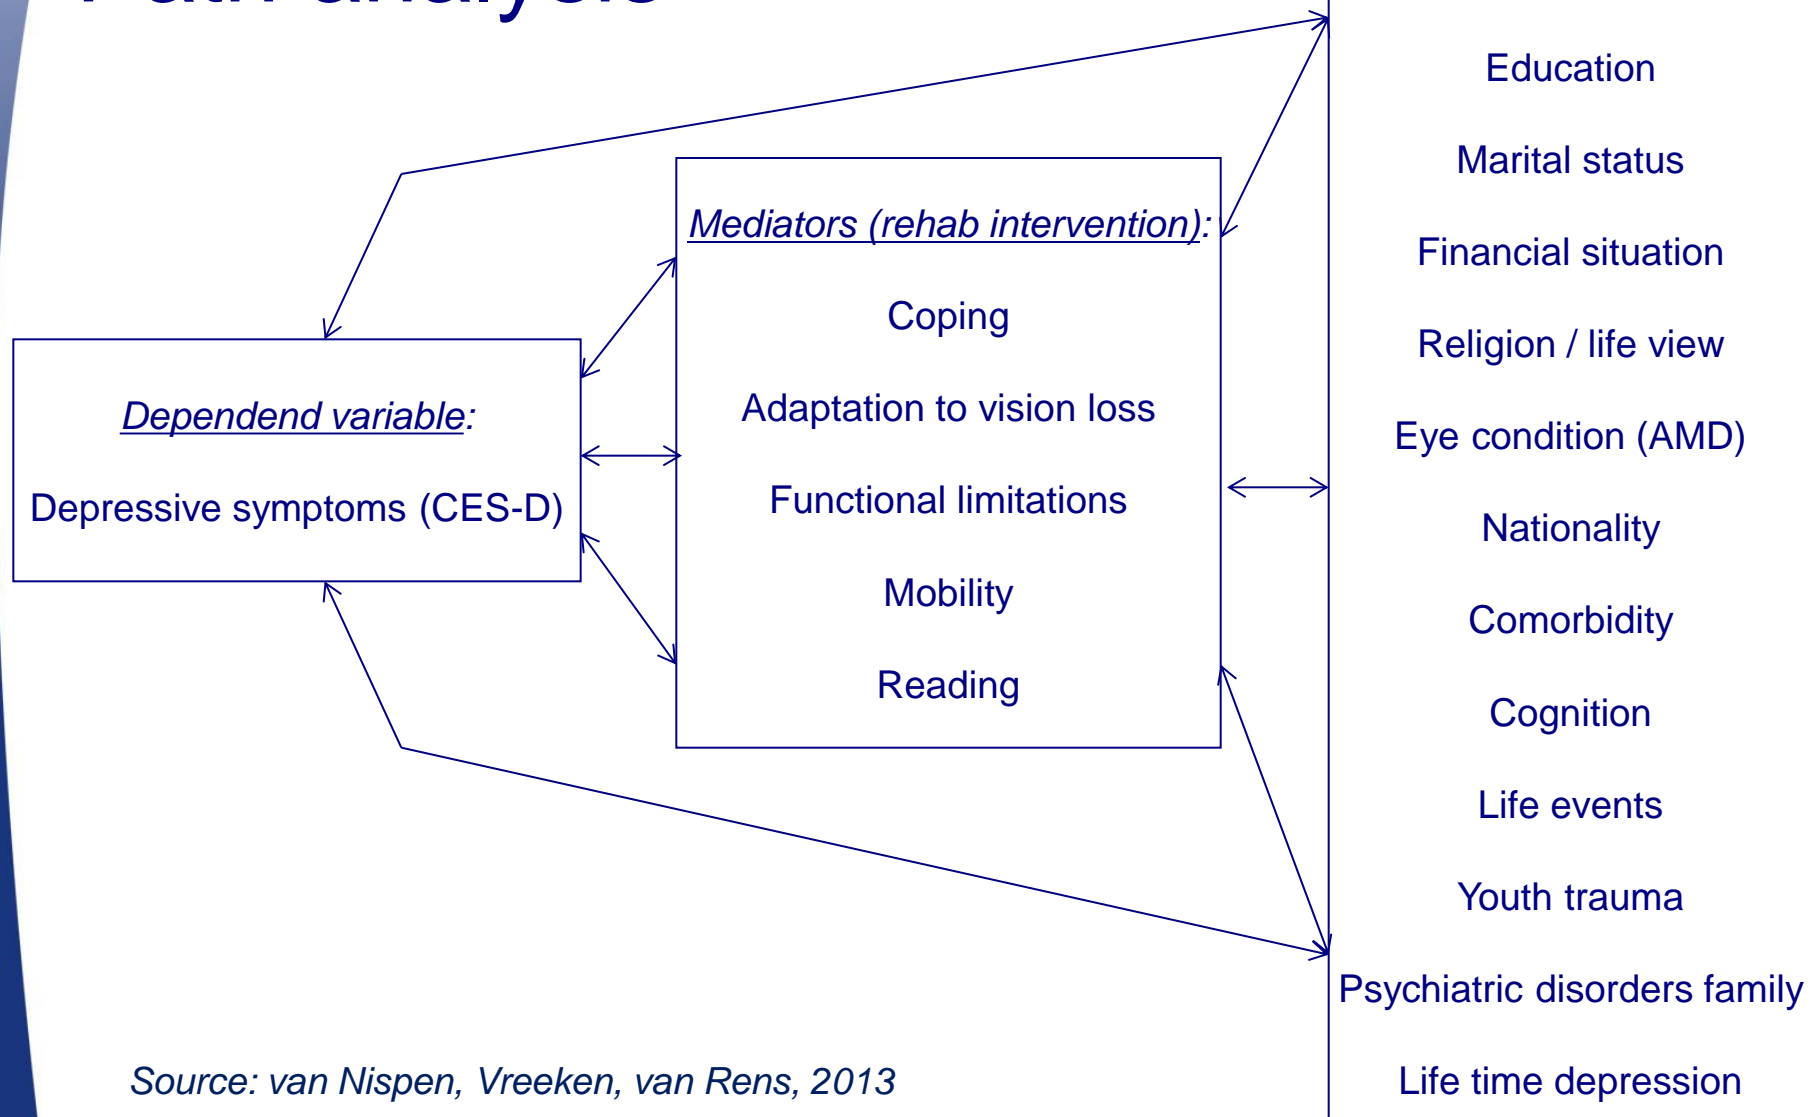 Path analysis
Dependend variable:
Depressive symptoms (CES-D)
Mediators (rehab intervention):
Coping
Adaptation to vision loss
Functional limitations
Mobility
Reading
Education
Marital status
Financial situation
Religion / life view
Eye condition (AMD)
Nationality
Comorbidity
Cognition
Life events
Youth trauma
Psychiatric disorders family
Life time depression
Source: van Nispen, Vreeken, van Rens, 2013